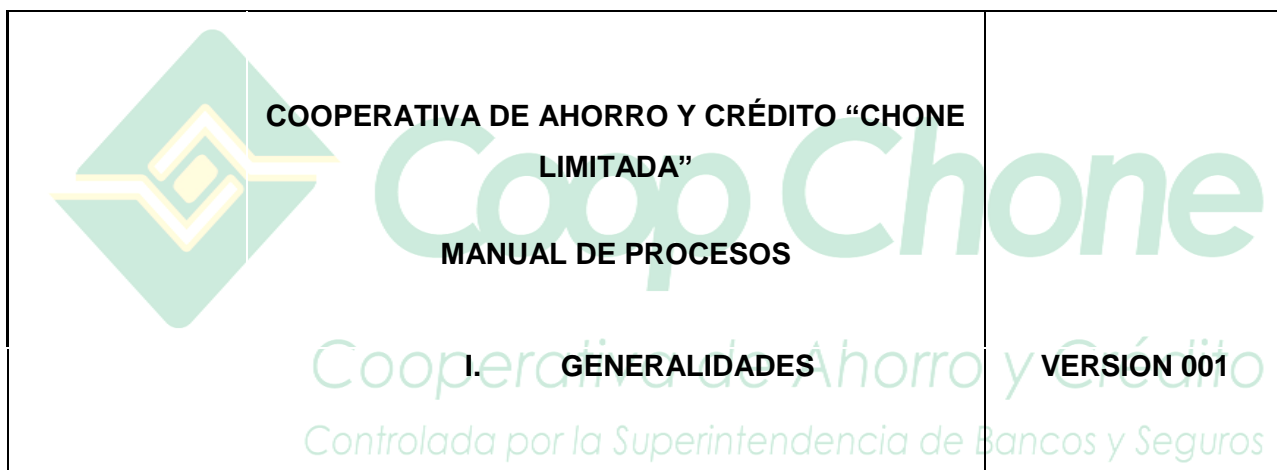 COOPERATIVA DE AHORRO Y CRÉDITO “CHONE
LIMITADA”
Coop Chone
MANUAL DE PROCESOS
I. GENERALIDADES
VERSION 001
Cooperativa de Ahorro y Crédito
Controlada por la Superintendencia de Bancos y Seguros